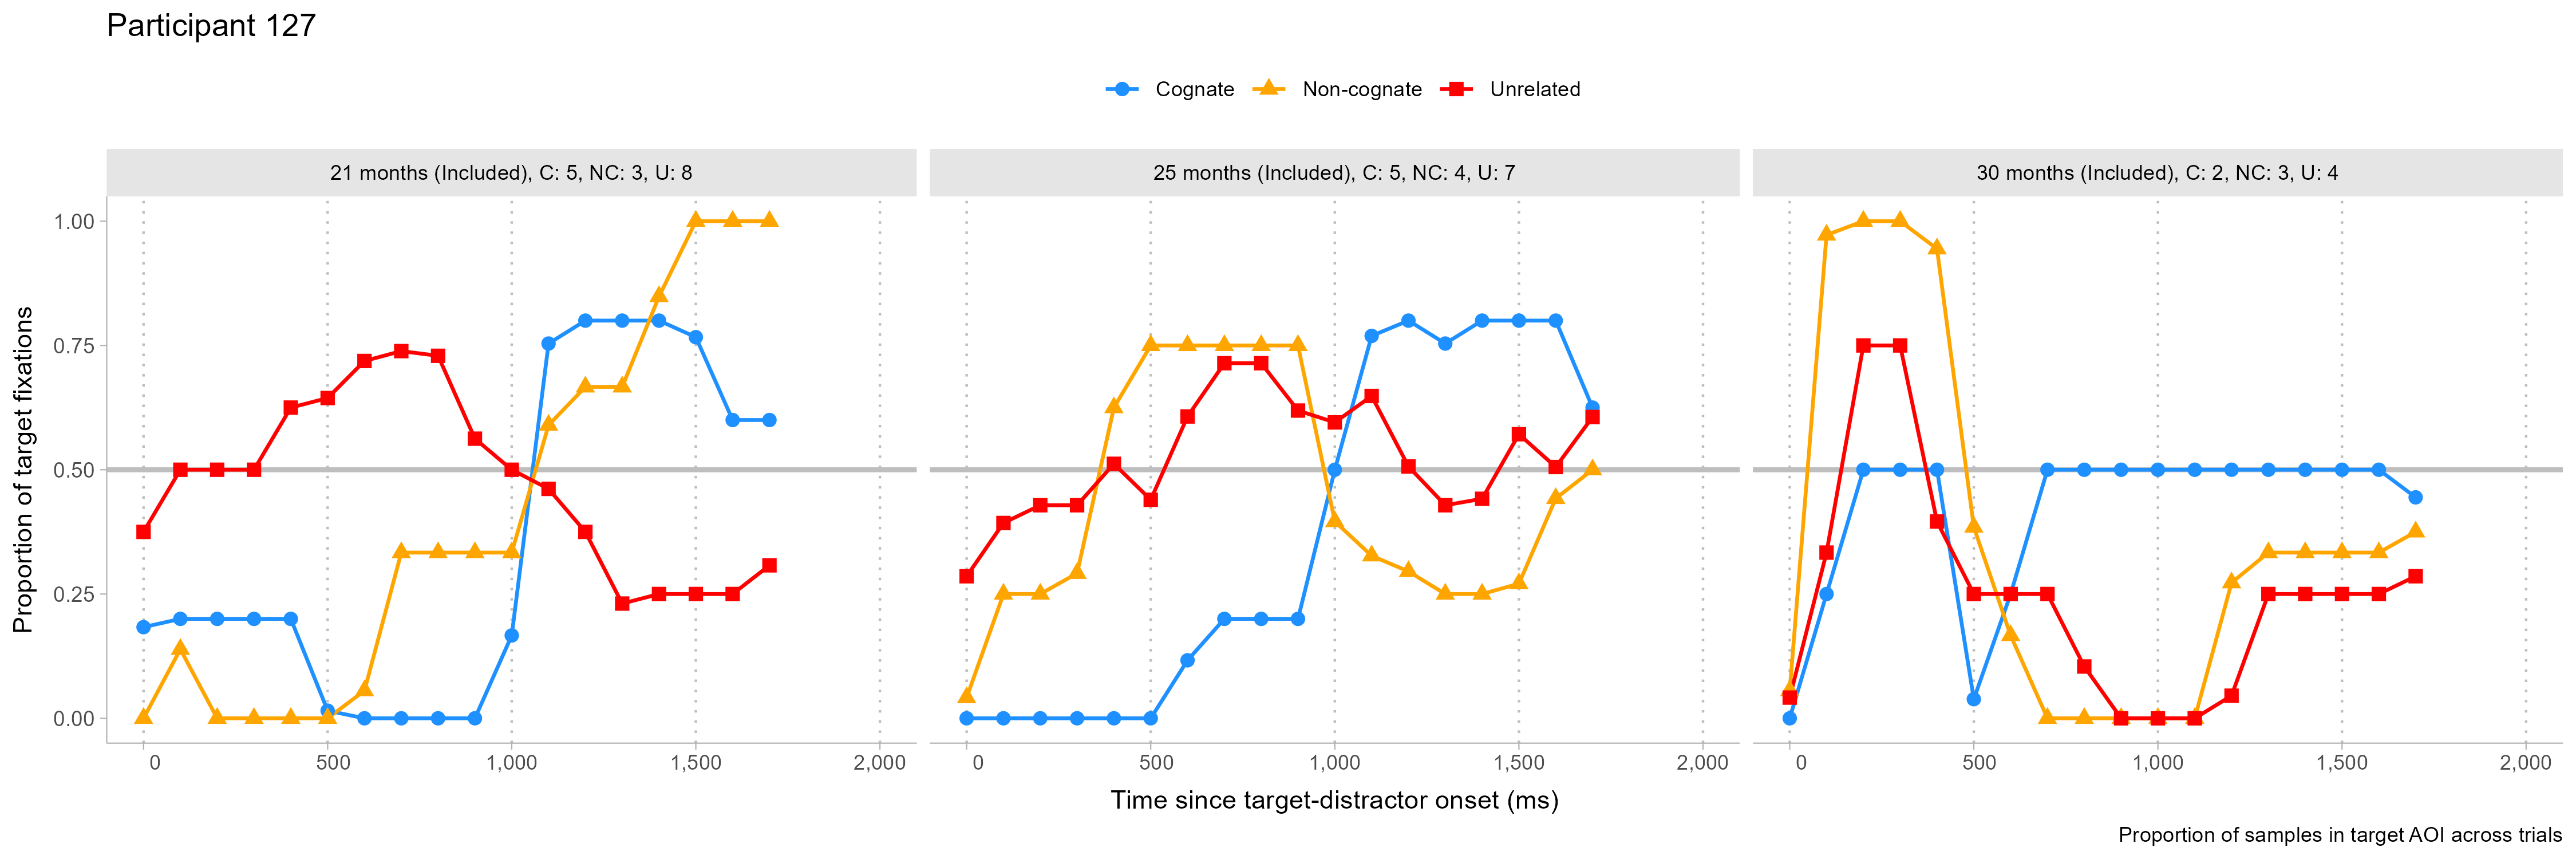 Participant 127
Cognate Non-cognate Unrelated
21 months (Included), C: 5, NC: 3, U: 8
25 months (Included), C: 5, NC: 4, U: 7
30 months (Included), C: 2, NC: 3, U: 4
Proportion of target fixations
1.00
0.75
0.50
0.25
0.00
0 500 1,000 1,500 2,000
0 500 1,000 1,500 2,000
0 500 1,000 1,500 2,000
Time since target-distractor onset (ms)
Proportion of samples in target AOI across trials